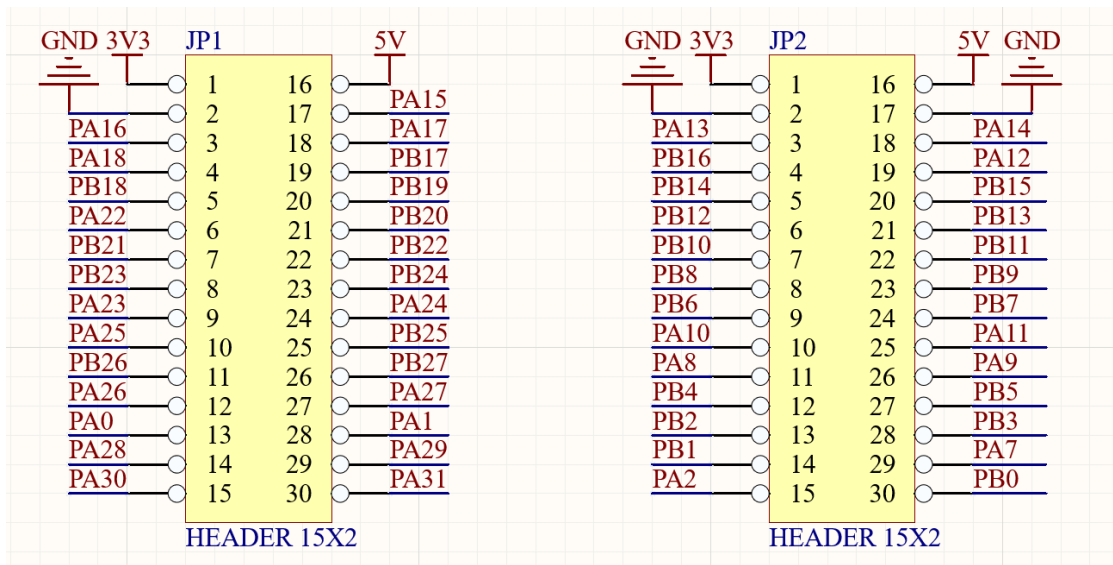 GND 3V3 JP1 5V GND 3V3 JP2 5V GND
1 16 1 16
PA15
2 17 2 17
PA16 PA17 PA13 PA14
3 18 3 18
PA18 PB17 PB16 PA12
4 19 4 19
PB18 PB19 PB14 PB15
5 20 5 20
PA22 PB20 PB12 PB13
6 21 6 21
PB21 PB22 PB10 PB11
7 22 7 22
PB23 PB24 PB8 PB9
8 23 8 23
PA23 PA24 PB6 PB7
9 24 9 24
PA25 PB25 PA10 PA11
10 25 10 25
PB26 PB27 PA8 PA9
11 26 11 26
PA26 PA27 PB4 PB5
12 27 12 27
PA0 PA1 PB2 PB3
13 28 13 28
PA28 PA29 PB1 PA7
14 29 14 29
PA30 PA31 PA2 PB0
15 30 15 30
HEADER 15X2 HEADER 15X2